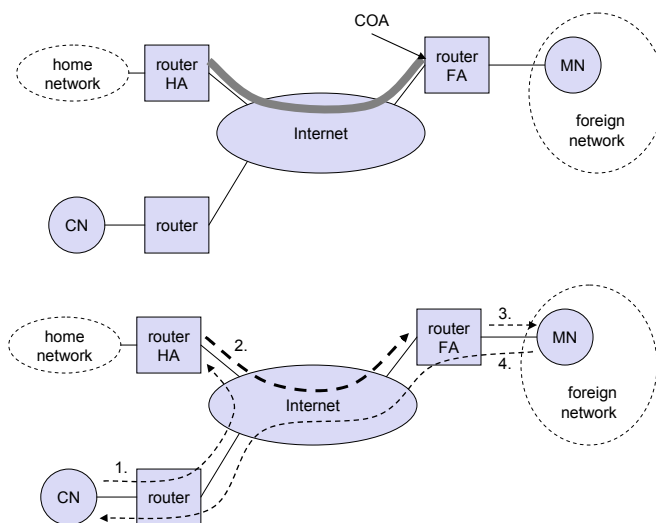 COA
home
network
router
HA
router
FA
MN
Internet
foreign
network
CN
router
home
network
router
HA
2.
router
FA
3.
MN
4.
Internet
foreign
network
1.
CN
router